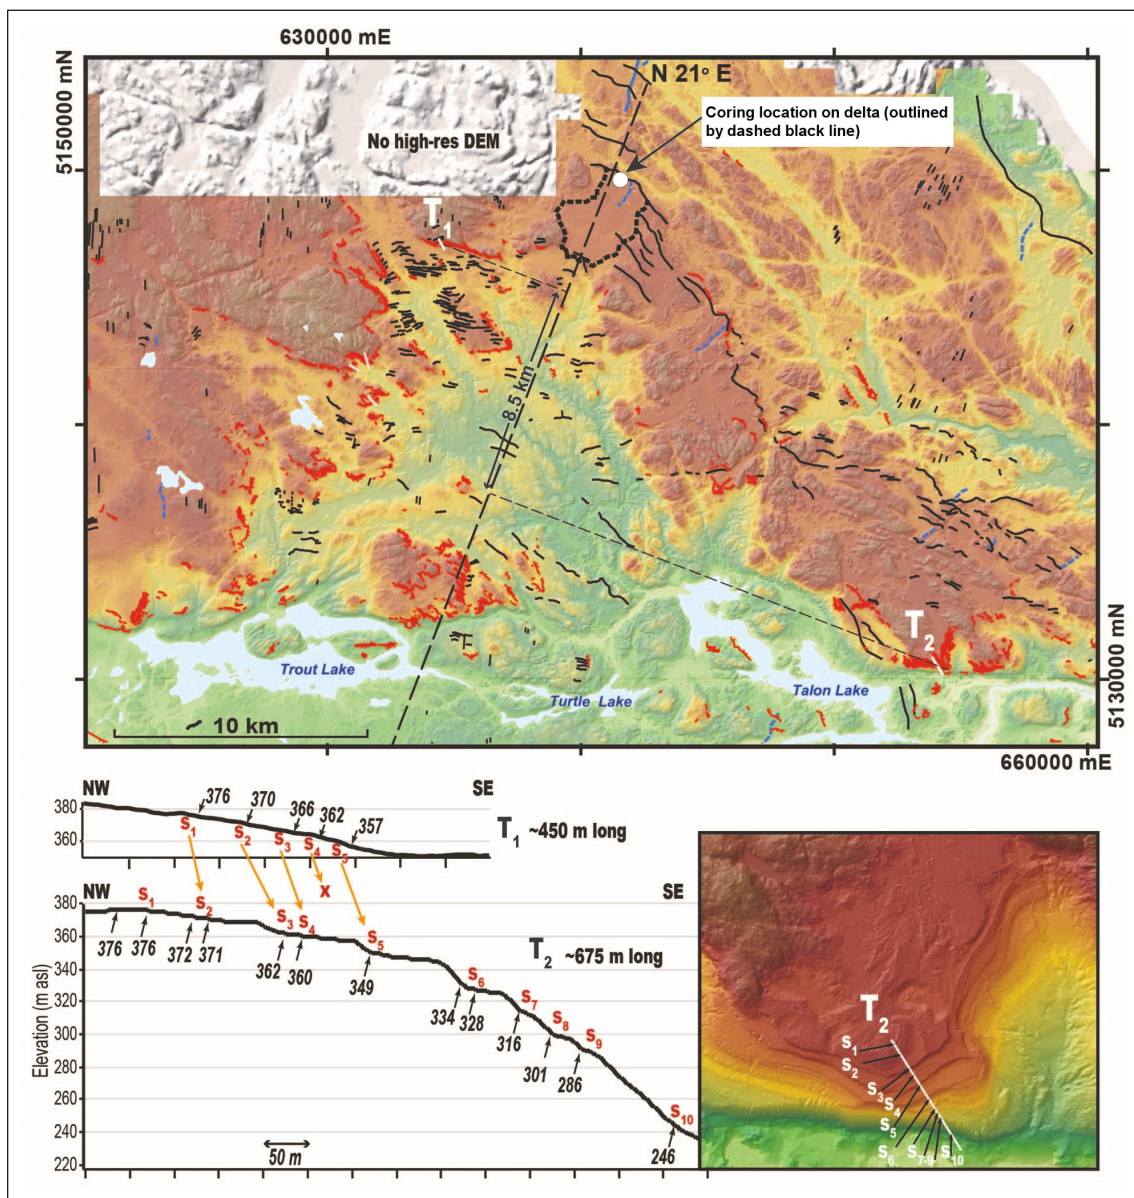 630000 mE
5150000 mN
N 21° E
Coring location on delta (outlined
by dashed black line)
No high-res DEM
T1
8.5 km
T2
Trout Lake
Turtle Lake
Talon Lake
10 km
5130000 mN
660000 mE
NW
SE
380
360
376
370
366
362
357
S1
S2
S3
S4
S5
T1 ~450 m long
x
NW
SE
Elevation (m asl)
380
360
340
320
300
280
260
240
220
S1
S2
S3
S4
S5
S6
S7
S8
S9
S10
376
376
372
371
362
360
349
334
328
316
301
286
246
T2 ~675 m long
50 m
T2
S1
S2
S3
S4
S5
S6
S7-9
S10